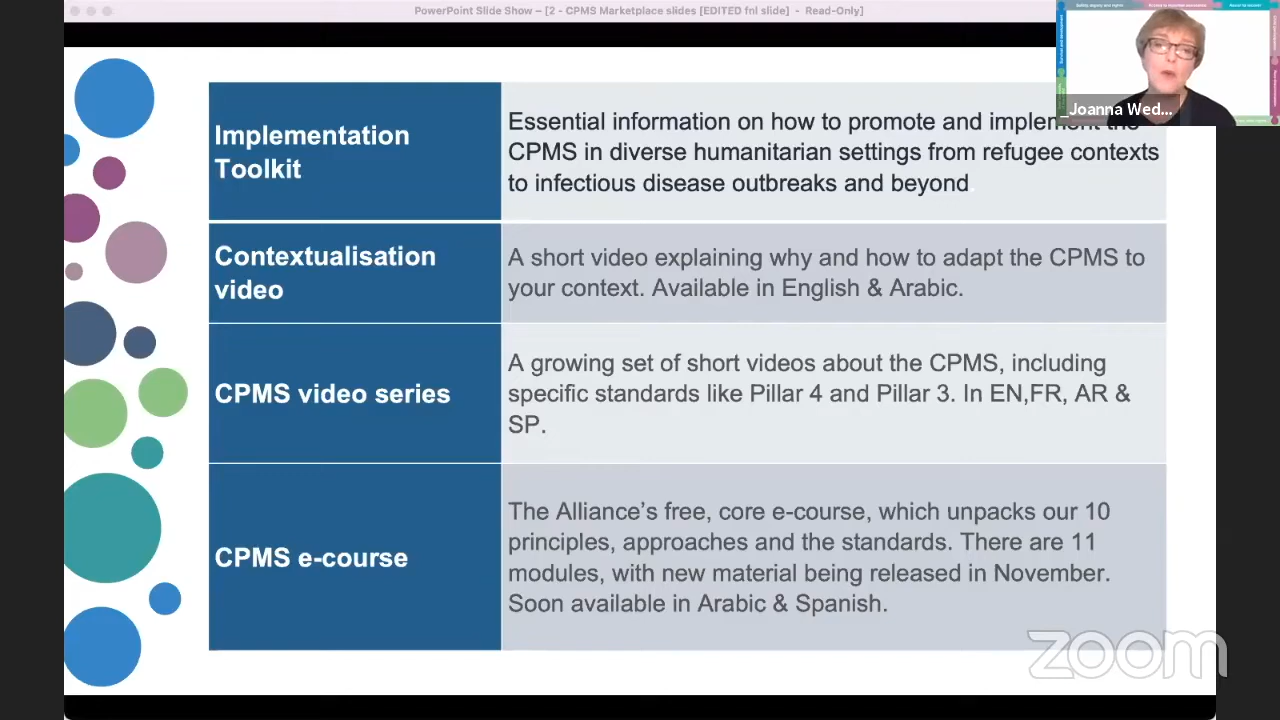 PowerPoint Slide Show – [2 - CPMS Marketplace slides [EDITED fnl slide] - Read-Only]
Joanna Wed...
Implementation
Toolkit
Essential information on how to promote and implement the
CPMS in diverse humanitarian settings from refugee contexts
to infectious disease outbreaks and beyond.
Contextualisation
video
A short video explaining why and how to adapt the CPMS to
your context. Available in English & Arabic.
CPMS video series
A growing set of short videos about the CPMS, including
specific standards like Pillar 4 and Pillar 3. In EN,FR, AR &
SP.
CPMS e-course
The Alliance’s free, core e-course, which unpacks our 10
principles, approaches and the standards. There are 11
modules, with new material being released in November.
Soon available in Arabic & Spanish.
zoom